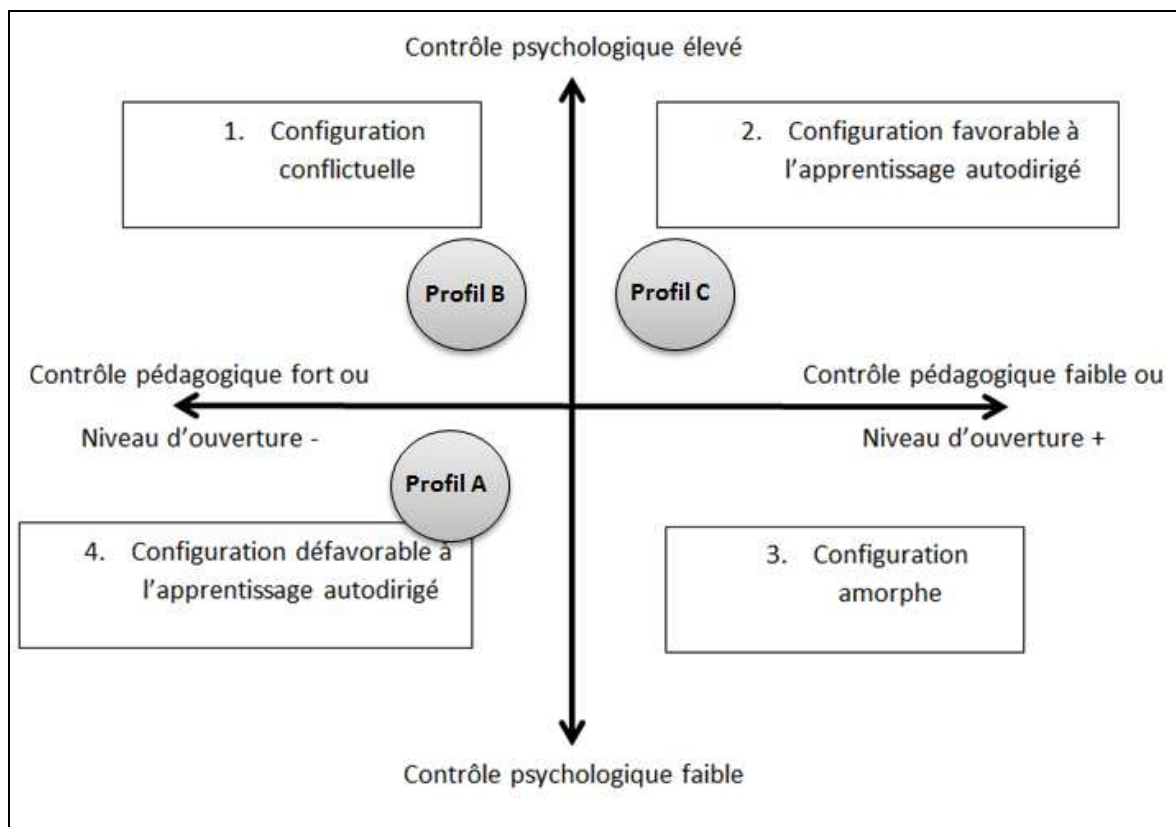 Contrôle psychologique élevé
1. Configuration
conflictuelle
2. Configuration favorable à
l’apprentissage autodirigé
Profil B
Profil C
Contrôle pédagogique fort ou
Niveau d’ouverture -
Contrôle pédagogique faible ou
Niveau d’ouverture +
Profil A
4. Configuration défavorable à
l’apprentissage autodirigé
3. Configuration
amorphe
Contrôle psychologique faible